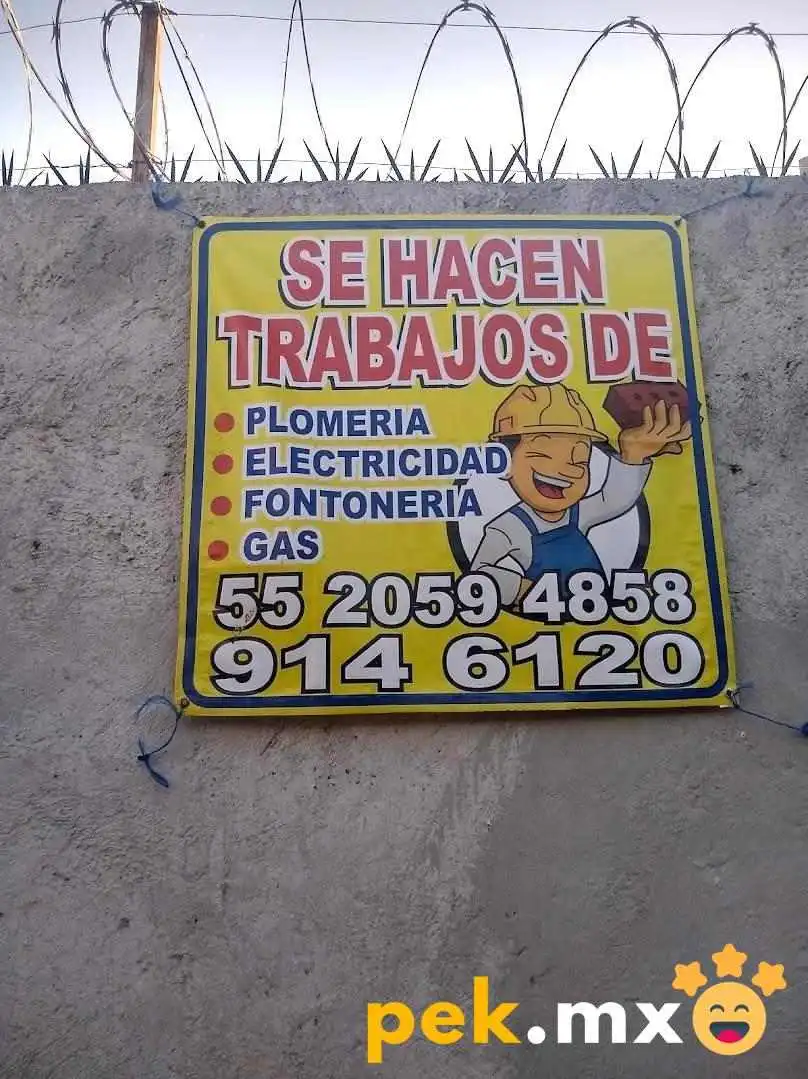 SE HACEN
TRABAJOS DE
PLOMERIA
ELECTRICIDAD
FONTONERIA
GAS
55 2059 4858
914 6120
pek.mx